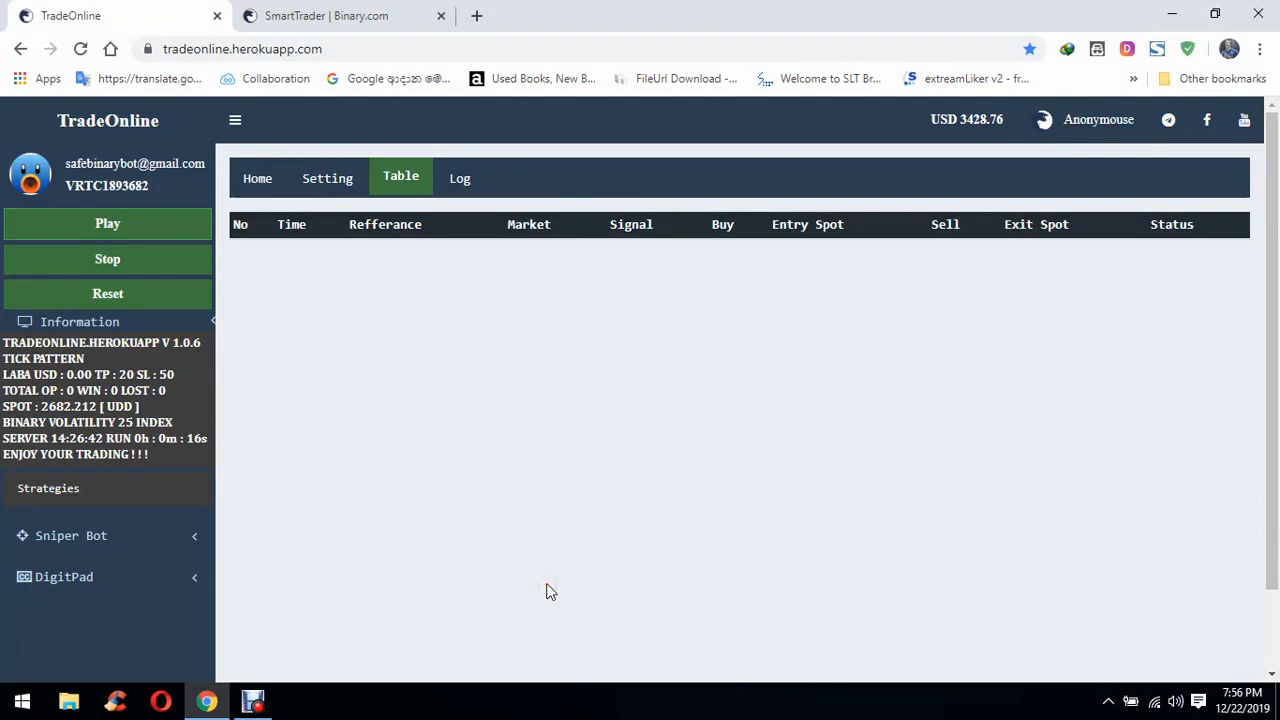 TradeOnline
SmartTrader | Binary.com
tradeonline.herokuapp.com
Apps
https://translate.go...
Collaboration
Google ආදාන මෙ...
Used Books, New B...
FileUrl Download -...
Welcome to SLT Br...
extreamLiker v2 - fr...
»
Other bookmarks
TradeOnline
USD 3428.76
Anonymouse
safebinarybot@gmail.com
VRTC1893682
Home Setting Table Log
Play
No Time Refferance Market Signal Buy Entry Spot Sell Exit Spot Status
Stop
Reset
Information
TRADEONLINE.HEROKUAPP V 1.0.6
TICK PATTERN
LABA USD : 0.00 TP : 20 SL : 50
TOTAL OP : 0 WIN : 0 LOST : 0
SPOT : 2682.212 [ UDD ]
BINARY VOLATILITY 25 INDEX
SERVER 14:26:42 RUN 0h : 0m : 16s
ENJOY YOUR TRADING ! ! !
Strategies
Sniper Bot
DigitPad
7:56 PM
12/22/2019